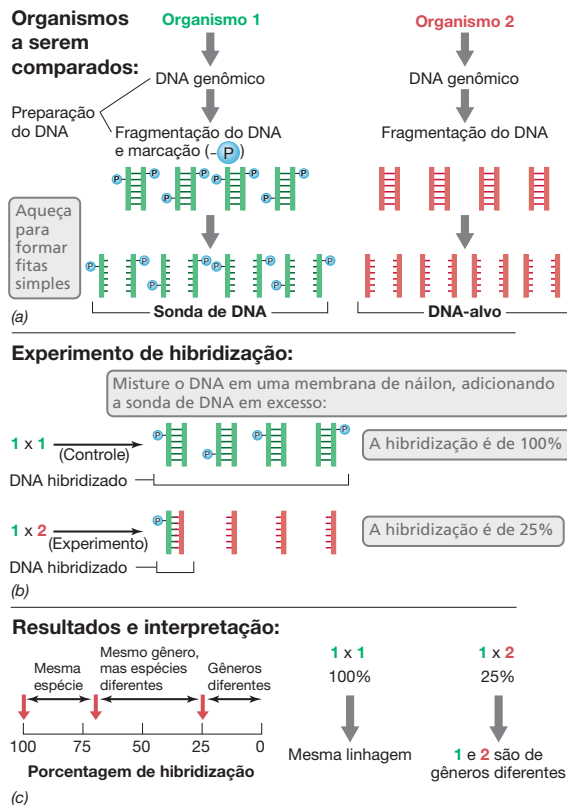 Organismos
a serem
comparados:
Organismo 1
Organismo 2
DNA genômico
DNA genômico
Preparação
do DNA
Fragmentação do DNA
e marcação (-P)
Fragmentação do DNA
P P P P P P P P
Aqueça
para
formar
fitas
simples
P P P P P P P P
Sonda de DNA
DNA-alvo
(a)
Experimento de hibridização:
Misture o DNA em uma membrana de náilon, adicionando
a sonda de DNA em excesso:
1 x 1
(Controle)
P P P P
A hibridização é de 100%
DNA hibridizado
1 x 2
(Experimento)
P
A hibridização é de 25%
DNA hibridizado
(b)
Resultados e interpretação:
Mesma
espécie
Mesmo gênero,
mas espécies
diferentes
Gêneros
diferentes
100 75 50 25 0
Porcentagem de hibridização
1 x 1
100%
Mesma linhagem
1 x 2
25%
1 e 2 são de
gêneros diferentes
(c)